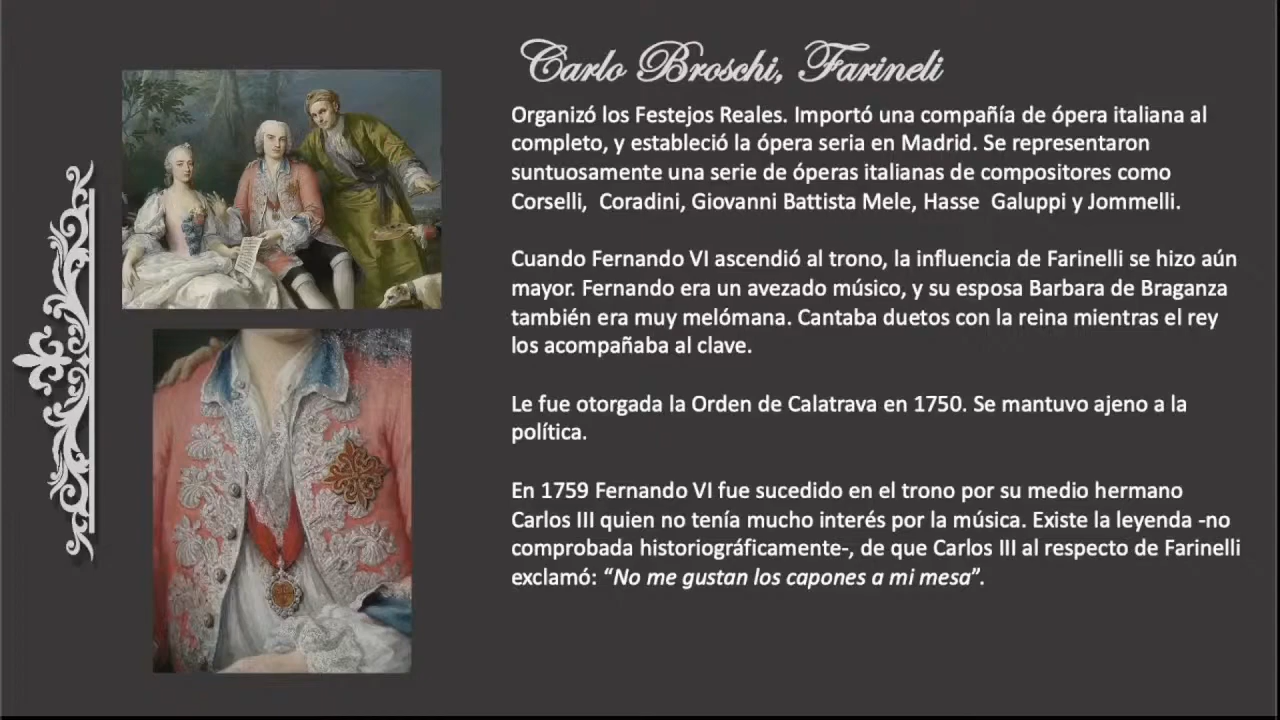 Carlo Broschi, Farineli
Organizó los Festejos Reales. Importó una compañía de ópera italiana al
completo, y estableció la ópera seria en Madrid. Se representaron
suntuosamente una serie de óperas italianas de compositores como
Corselli,  Coradini, Giovanni Battista Mele, Hasse  Galuppi y Jommelli.
Cuando Fernando VI ascendió al trono, la influencia de Farinelli se hizo aún
mayor. Fernando era un avezado músico, y su esposa Barbara de Braganza
también era muy melómana. Cantaba duetos con la reina mientras el rey
los acompañaba al clave.
Le fue otorgada la Orden de Calatrava en 1750. Se mantuvo ajeno a la
política.
En 1759 Fernando VI fue sucedido en el trono por su medio hermano
Carlos III quien no tenía mucho interés por la música. Existe la leyenda -no
comprobada historiográficamente-, de que Carlos III al respecto de Farinelli
exclamó: “No me gustan los capones a mi mesa”.